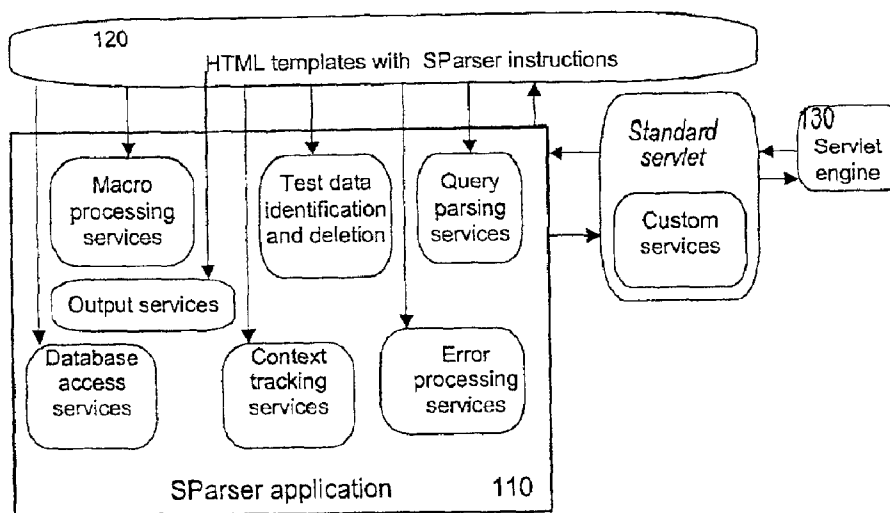 120
HTML templates with SParser instructions
Macro
processing
services
Test data
identification
and deletion
Query
parsing
services
Output services
Database
access
services
Context
tracking
services
Error
processing
services
SParser application
110
Standard
servlet
Custom
services
130
Servlet
engine